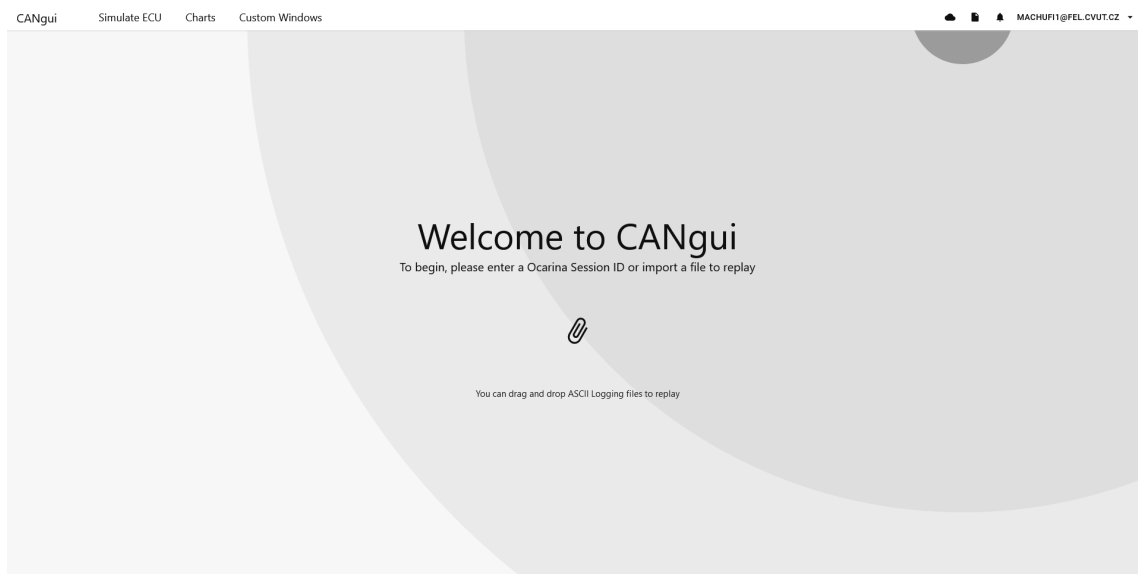 CANgui Simulate ECU Charts Custom Windows MACHUFI1@FEL.CVUT.CZ
Welcome to CANgui
To begin, please enter a Ocarina Session ID or import a file to replay
You can drag and drop ASCII Logging files to replay